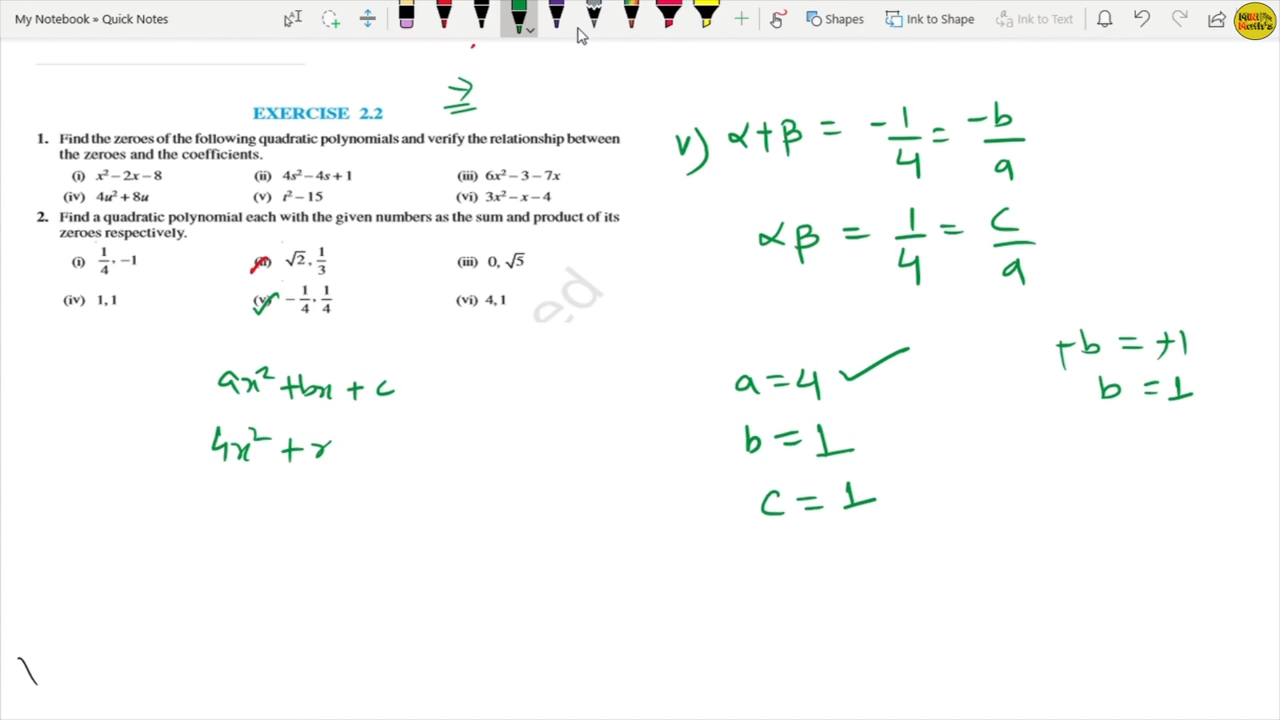 My Notebook » Quick Notes
Shapes
Ink to Shape
Ink to Text
EXERCISE 2.2
1. Find the zeroes of the following quadratic polynomials and verify the relationship between
the zeroes and the coefficients.
(i) x² – 2x – 8 (ii) 4s² – 4s + 1 (iii) 6x² – 3 – 7x
(iv) 4u² + 8u (v) t² – 15 (vi) 3x² – x – 4
2. Find a quadratic polynomial each with the given numbers as the sum and product of its
zeroes respectively.
(i) 1/4, –1 (ii) √2, 1/3 (iii) 0, √5
(iv) 1, 1 (v) –1/4, 1/4 (vi) 4, 1
ax² + bx + c
4x² + x
v) α+β = -1/4 = -b/a
αβ = 1/4 = c/a
a = 4 ✓
b = 1
c = 1
+b = +1
b = 1